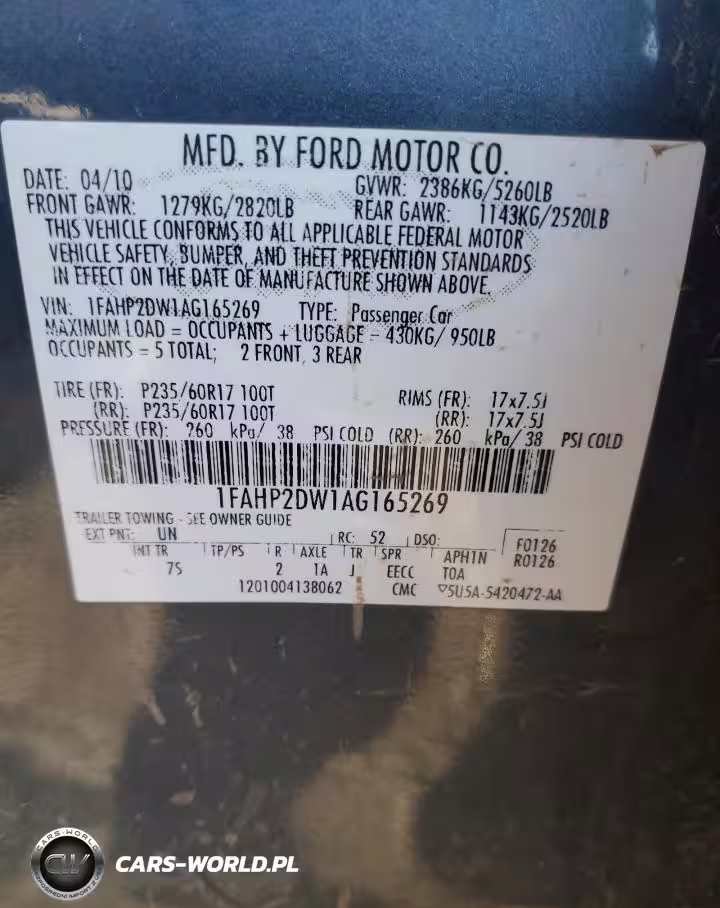 MFD. BY FORD MOTOR CO.
DATE: 04/10 GVWR: 2386KG/5260LB
FRONT GAWR: 1279KG/2820LB REAR GAWR: 1143KG/2520LB
THIS VEHICLE CONFORMS TO ALL APPLICABLE FEDERAL MOTOR
VEHICLE SAFETY, BUMPER, AND THEFT PREVENTION STANDARDS
IN EFFECT ON THE DATE OF MANUFACTURE SHOWN ABOVE.
VIN: 1FAHP2DW1AG165269 TYPE: Passenger Car
MAXIMUM LOAD = OCCUPANTS + LUGGAGE = 430KG/ 950LB
OCCUPANTS = 5 TOTAL; 2 FRONT, 3 REAR
TIRE (FR): P235/60R17 100T RIMS (FR): 17x7.5J
(RR): P235/60R17 100T (RR): 17x7.5J
PRESSURE (FR): 260 kPa/ 38 PSI COLD (RR): 260 kPa/ 38 PSI COLD
1FAHP2DW1AG165269
TRAILER TOWING - SEE OWNER GUIDE
EXT PNT: UN RC: 52 DSO: F0126
INT TR TP/PS R AXLE TR SPR APH1N R0126
7S 2 1A J EECC TOA
1201004138062 CMC ▽5U5A-5420472-AA
CARS-WORLD
CW
CARS-WORLD.PL